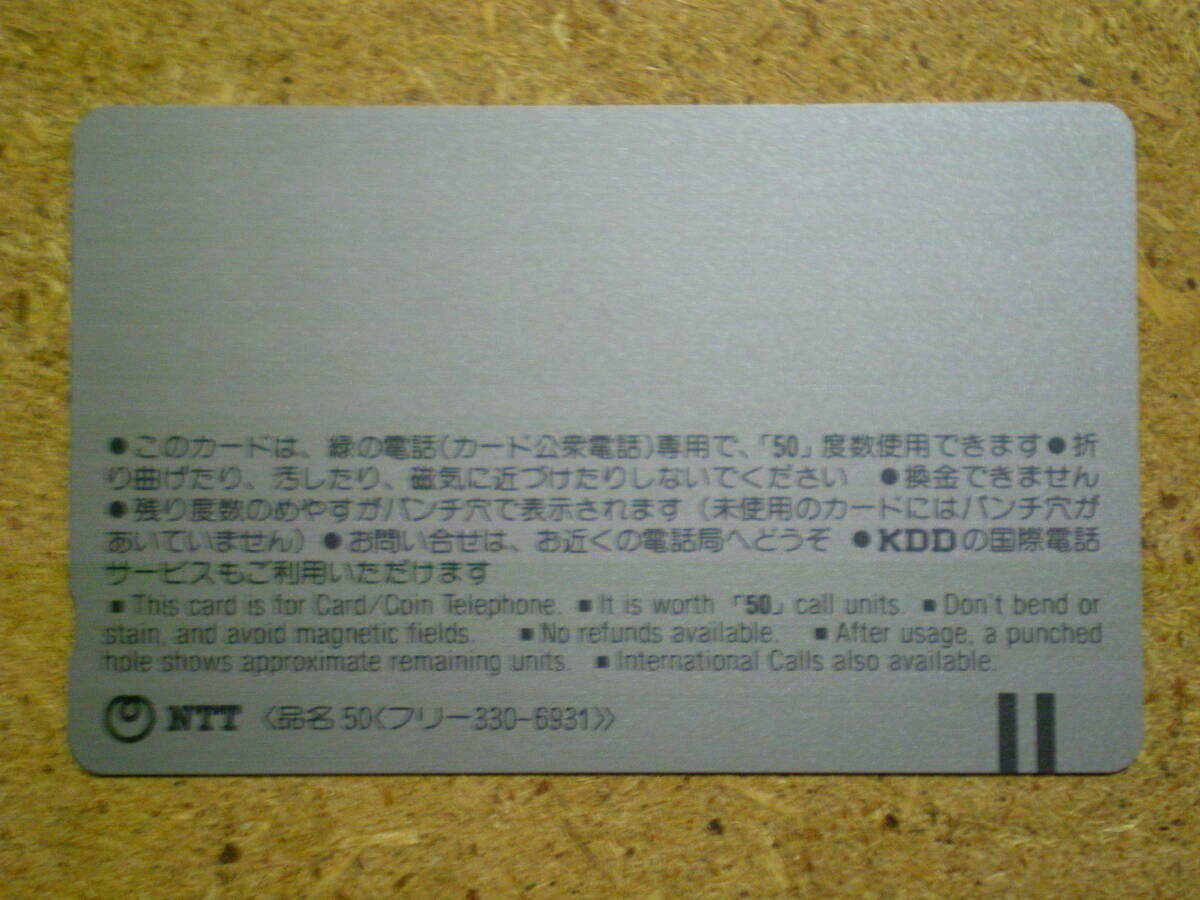 ●このカードは、緑の電話(カード公衆電話)専用で、「50」度数使用できます●折
り曲げたり、汚したり、磁気に近づけたりしないでください ●換金できません
●残り度数のめやすがパンチ穴で表示されます(未使用のカードにはパンチ穴が
あいていません)●お問い合せは、お近くの電話局へどうぞ ●KDDの国際電話
サービスもご利用いただけます
■This card is for Card/Coin Telephone. ■It is worth「50」call units. ■Don't bend or
stain, and avoid magnetic fields. ■No refunds available. ■After usage, a punched
hole shows approximate remaining units. ■International Calls also available.
NTT 〈品名 50〈フリー330-6931〉〉